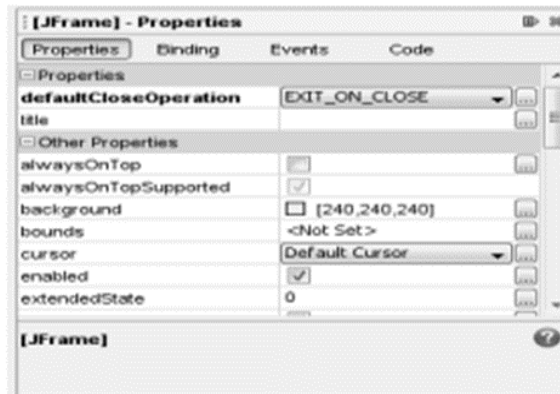 [JFrame] - Properties
Properties Binding Events Code
Properties
defaultCloseOperation EXIT_ON_CLOSE ...
title ...
Other Properties
alwaysOnTop ...
alwaysOnTopSupported
background [240,240,240] ...
bounds <Not Set> ...
cursor Default Cursor ...
enabled ...
extendedState 0 ...
[JFrame] ?